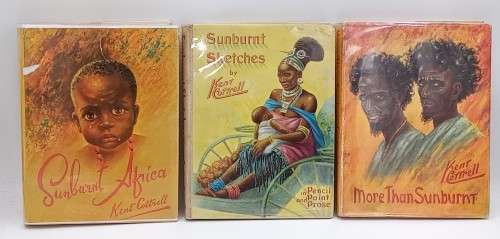 Sunburnt Africa
Kent Cottrell
Sunburnt
Sketches
by
Kent
Cottrell
in Pencil
and Paint
Prose
Kent
Cottrell
More Than Sunburnt